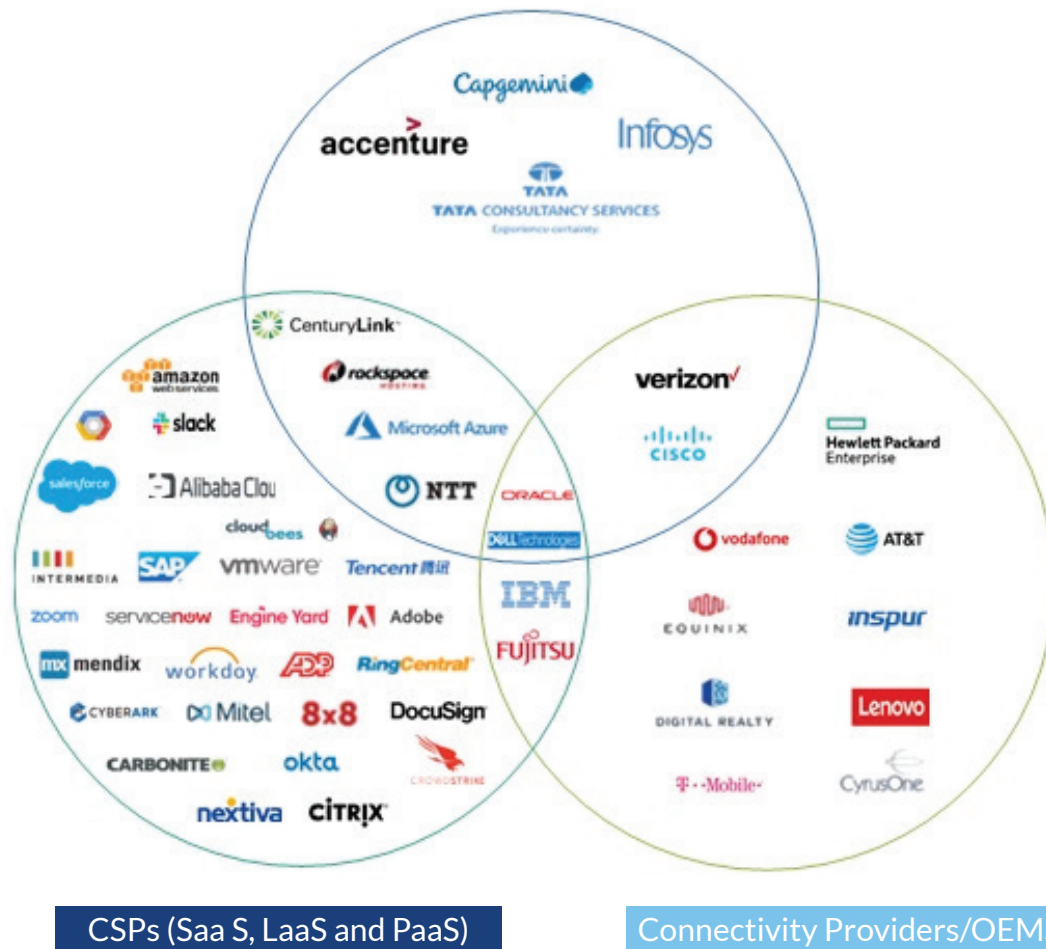 Capgemini
accenture
Infosys
TATA
TATA CONSULTANCY SERVICES
Experience certainty.
CenturyLink
amazon
web services
rockspace
HOSTING
verizon
slack
Microsoft Azure
CISCO
Hewlett Packard
Enterprise
salesforce
Alibaba Clou
NTT
ORACLE
cloudbees
DELL Technologies
vodafone
AT&T
INTERMEDIA
SAP
vmware
Tencent 腾讯
IBM
zoom
servicenow
Engine Yard
Adobe
FUJITSU
EQUINIX
inspur
mx mendix
workday
ADP
RingCentral
CYBERARK
Mitel
8x8
DocuSign
DIGITAL REALTY
Lenovo
CARBONITE
okta
CROWDSTRIKE
T--Mobile-
CyrusOne
nextiva
CİTRIX
CSPs (Saa S, LaaS and PaaS)
Connectivity Providers/OEM